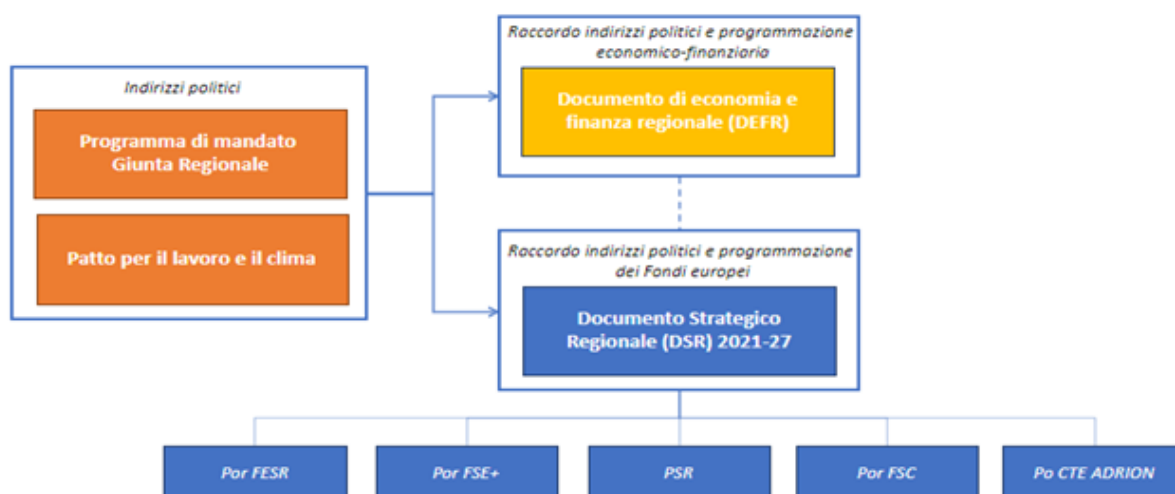 Indirizzi politici
Programma di mandato
Giunta Regionale
Patto per il lavoro e il clima
Raccordo indirizzi politici e programmazione
economico-finanziaria
Documento di economia e
finanza regionale (DEFR)
Raccordo indirizzi politici e programmazione
dei Fondi europei
Documento Strategico
Regionale (DSR) 2021-27
Por FESR
Por FSE+
PSR
Por FSC
Po CTE ADRION